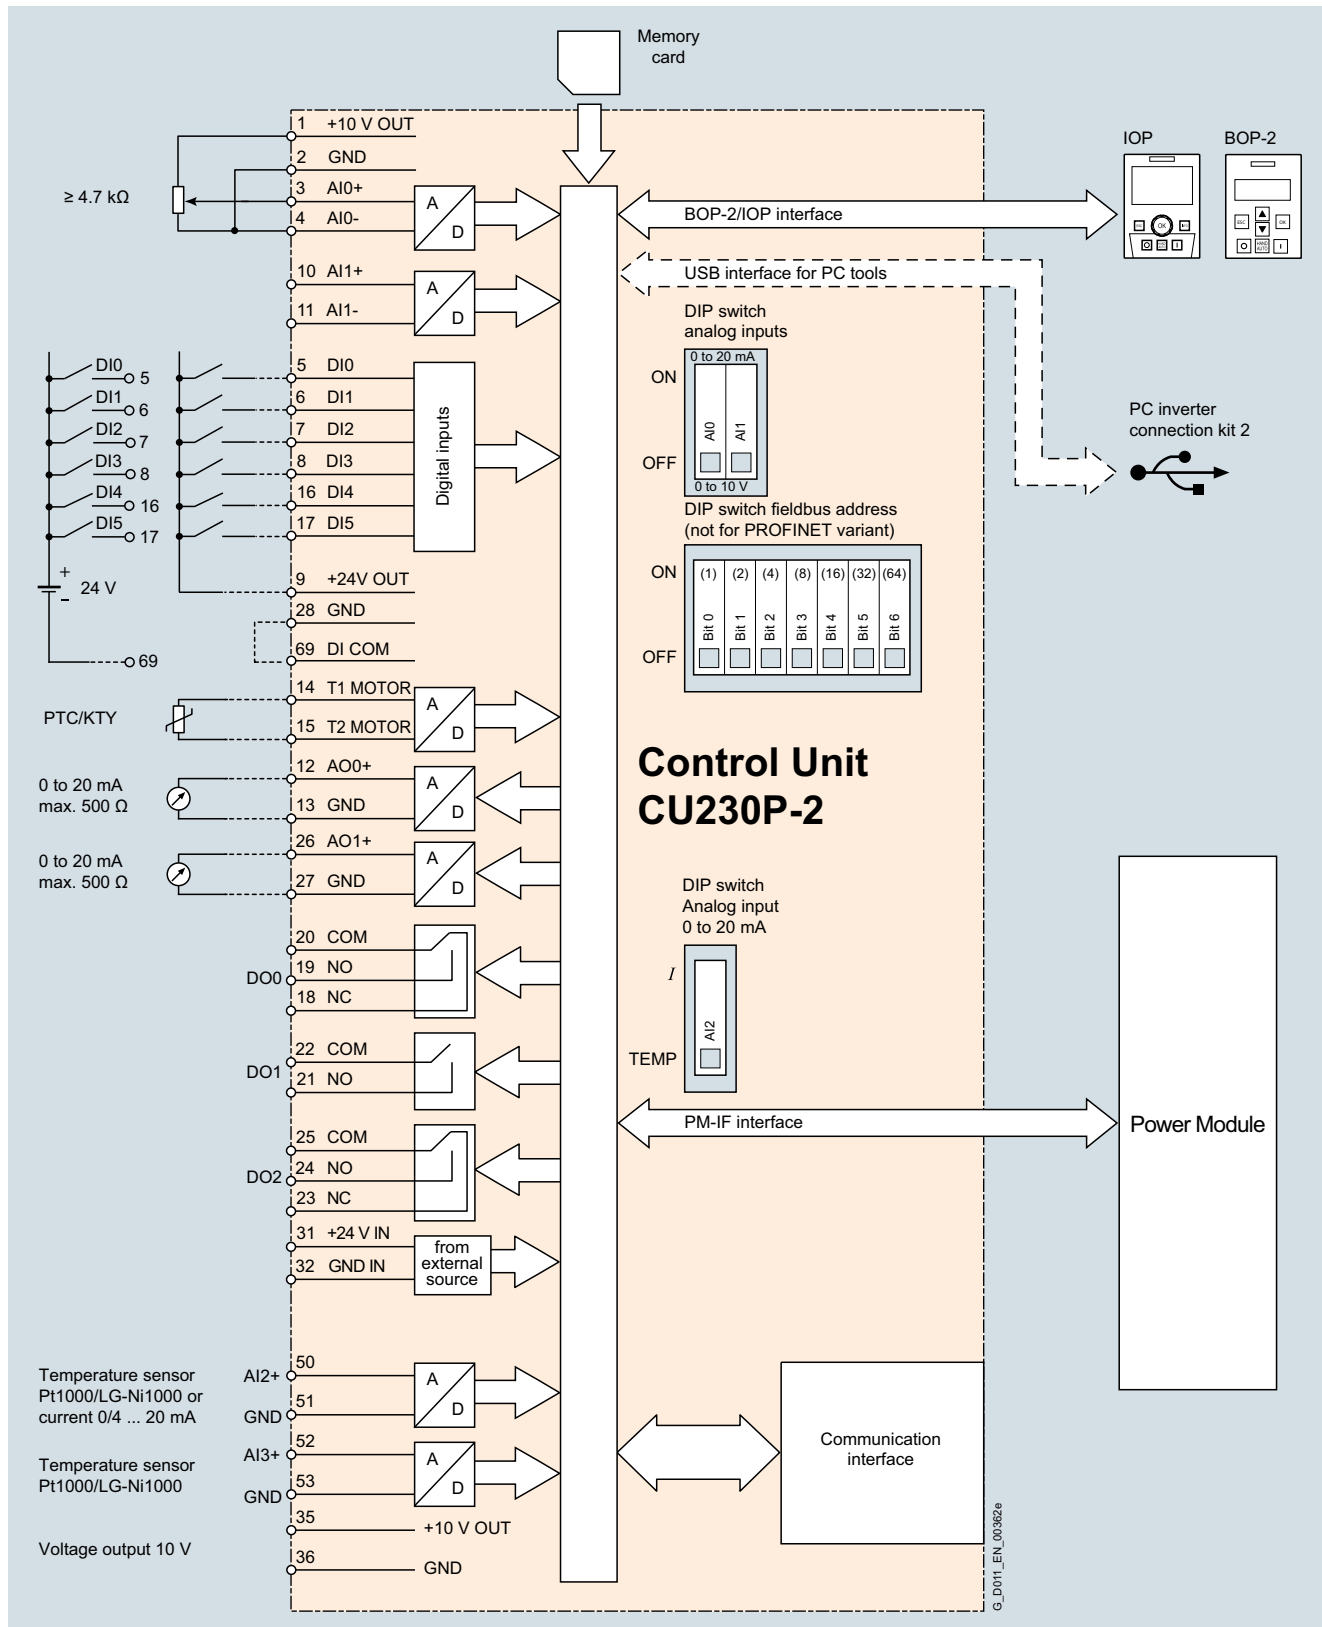 Memory
card
1 +10 V OUT
2 GND
3 AI0+
4 AI0-
≥ 4.7 kΩ
A
D
10 AI1+
11 AI1-
A
D
BOP-2/IOP interface
IOP
BOP-2
OK
ESC
OK
HAND
AUTO
I
USB interface for PC tools
PC inverter
connection kit 2
DIP switch
analog inputs
0 to 20 mA
ON
OFF
AI0
AI1
0 to 10 V
DIP switch fieldbus address
(not for PROFINET variant)
ON
OFF
(1) (2) (4) (8) (16) (32) (64)
Bit 0 Bit 1 Bit 2 Bit 3 Bit 4 Bit 5 Bit 6
DI0 5
DI1 6
DI2 7
DI3 8
DI4 16
DI5 17
+
24 V
–
69
5 DI0
6 DI1
7 DI2
8 DI3
16 DI4
17 DI5
Digital inputs
9 +24V OUT
28 GND
69 DI COM
PTC/KTY
14 T1 MOTOR
15 T2 MOTOR
A
D
Control Unit
CU230P-2
0 to 20 mA
max. 500 Ω
12 AO0+
13 GND
A
D
0 to 20 mA
max. 500 Ω
26 AO1+
27 GND
A
D
DIP switch
Analog input
0 to 20 mA
I
TEMP
AI2
DO0
20 COM
19 NO
18 NC
DO1
22 COM
21 NO
DO2
25 COM
24 NO
23 NC
PM-IF interface
Power Module
31 +24 V IN
32 GND IN
from
external
source
Temperature sensor
Pt1000/LG-Ni1000 or
current 0/4 ... 20 mA
AI2+ 50
GND 51
A
D
Temperature sensor
Pt1000/LG-Ni1000
AI3+ 52
GND 53
A
D
Communication
interface
Voltage output 10 V
35 +10 V OUT
36 GND
G_D011_EN_00362e